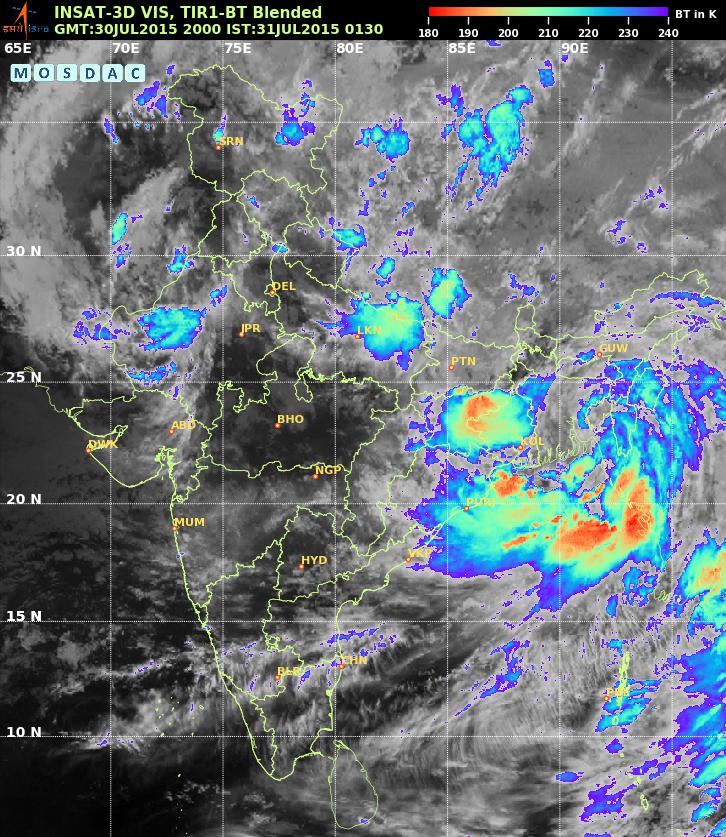 INSAT-3D VIS, TIR1-BT Blended
GMT:30JUL2015 2000 IST:31JUL2015 0130
BT in K
180 190 200 210 220 230 240
65E 70E 75E 80E 85E 90E
MOSDAC
SRN
30 N
DEL
JPR
LKN
GUW
PTN
25 N
BHO
ABD
DWK
KOL
NGP
20 N
PURI
MUM
VKP
HYD
15 N
CHN
BLR
10 N